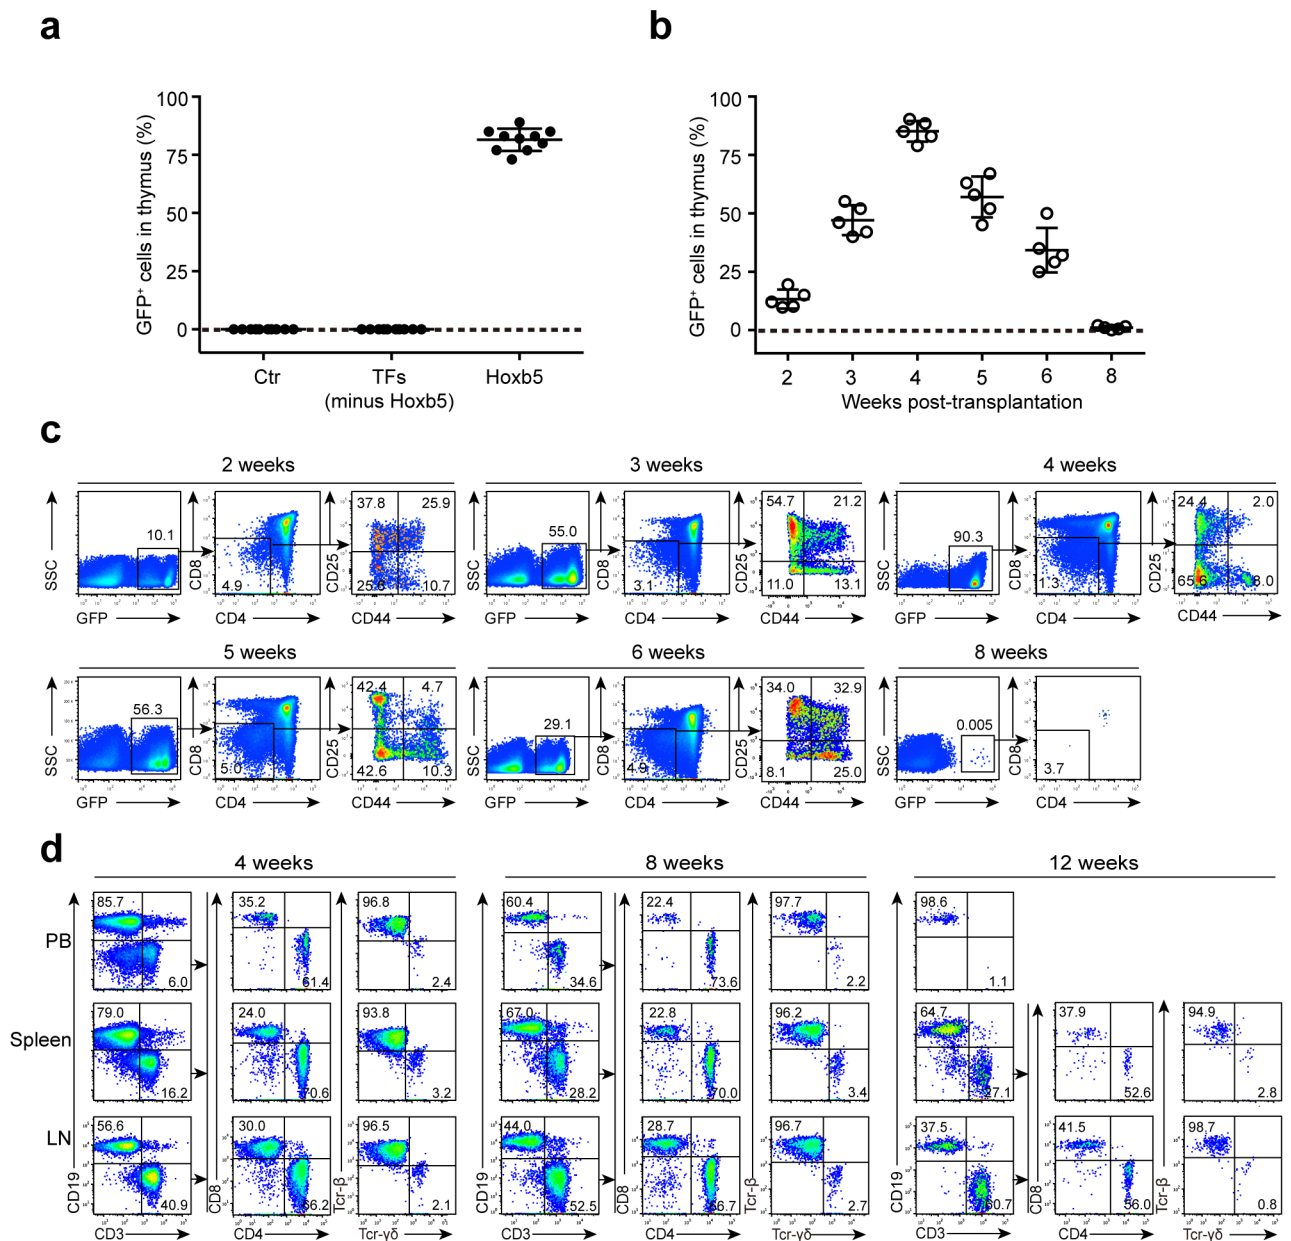 a
b
GFP⁺ cells in thymus (%)
100
75
50
25
0
Ctr
TFs
(minus Hoxb5)
Hoxb5
GFP⁺ cells in thymus (%)
100
75
50
25
0
2 3 4 5 6 8
Weeks post-transplantation
c
2 weeks
3 weeks
4 weeks
SSC
10.1
GFP
CD8
4.9
CD4
CD25
37.8 25.9
10.7
CD44
SSC
55.0
GFP
CD8
3.1
CD4
CD25
54.7 21.2
11.0 13.1
CD44
SSC
90.3
GFP
CD8
1.3
CD4
CD25
24.4 2.0
65.6 8.0
CD44
5 weeks
6 weeks
8 weeks
SSC
56.3
GFP
CD8
5.0
CD4
CD25
42.4 4.7
42.6 10.3
CD44
SSC
29.1
GFP
CD8
4.9
CD4
CD25
34.0 32.9
8.1 25.0
CD44
SSC
0.005
GFP
CD8
3.7
CD4
d
4 weeks
8 weeks
12 weeks
PB
85.7
6.0
35.2
61.4
96.8
2.4
60.4
34.6
22.4
73.6
97.7
2.2
98.6
1.1
Spleen
79.0
16.2
24.0
70.6
93.8
3.2
67.0
28.2
22.8
70.0
96.2
3.4
64.7
27.1
37.9
52.6
94.9
2.8
LN
56.6
40.9
30.0
66.2
96.5
2.1
44.0
52.5
28.7
66.7
96.7
2.7
37.5
60.7
41.5
56.0
98.7
0.8
CD19
CD3
CD8
CD4
Tcr-β
Tcr-γδ
CD19
CD3
CD8
CD4
Tcr-β
Tcr-γδ
CD19
CD3
CD8
CD4
Tcr-β
Tcr-γδ